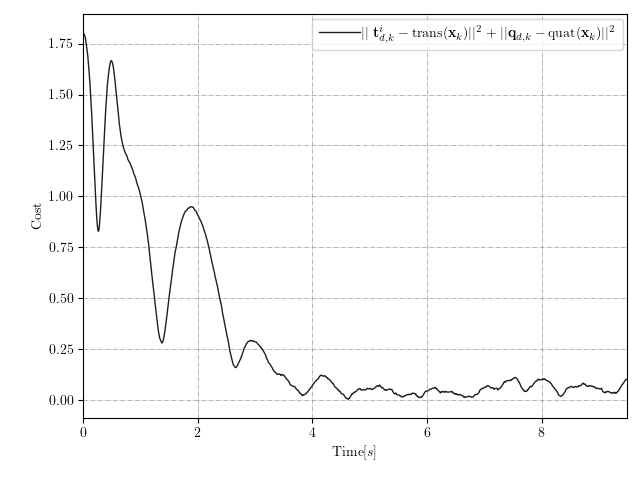 || t^i_{d,k} − trans(x_k)||² + ||q_{d,k} − quat(x_k)||²
1.75
1.50
1.25
1.00
0.75
0.50
0.25
0.00
Cost
0 2 4 6 8
Time[s]